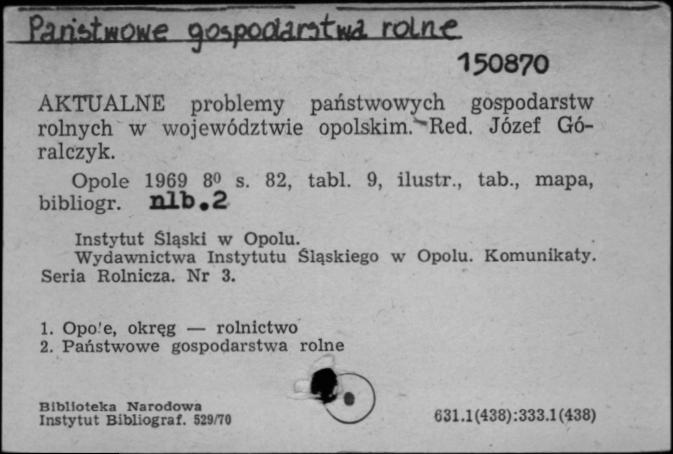 Państwowe gospodarstwa rolne
150870
AKTUALNE problemy państwowych gospodarstw
rolnych w województwie opolskim. Red. Józef Gó-
ralczyk.
Opole 1969 8⁰ s. 82, tabl. 9, ilustr., tab., mapa,
bibliogr. nlb.2
Instytut Śląski w Opolu.
Wydawnictwa Instytutu Śląskiego w Opolu. Komunikaty.
Seria Rolnicza. Nr 3.
1. Opole, okręg — rolnictwo
2. Państwowe gospodarstwa rolne
Biblioteka Narodowa
Instytut Bibliograf. 529/70
631.1(438):333.1(438)